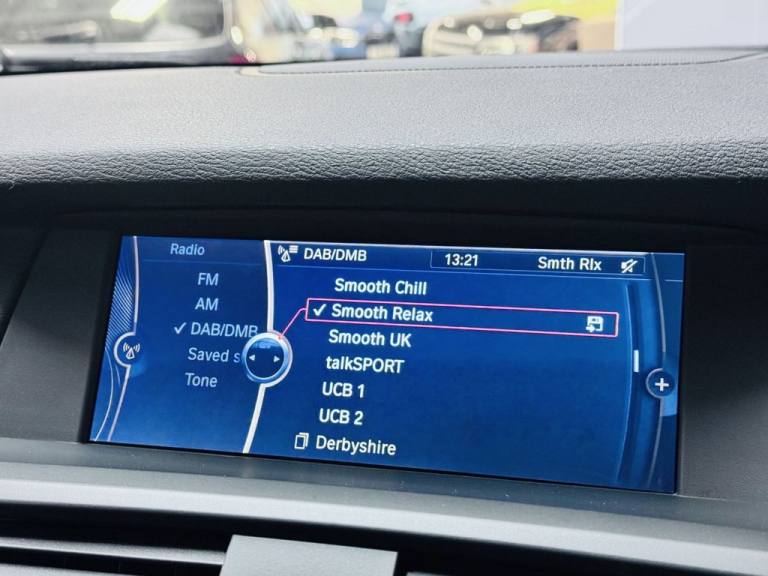 Radio
FM
AM
DAB/DMB
Saved s
Tone
DAB/DMB
13:21
Smth Rlx
Smooth Chill
Smooth Relax
Smooth UK
talkSPORT
UCB 1
UCB 2
Derbyshire